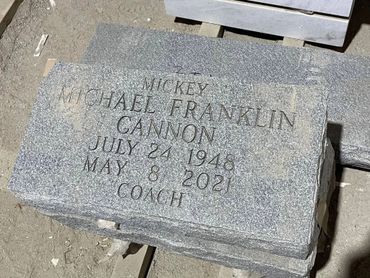 MICKEY
MICHAEL FRANKLIN
CANNON
JULY 24 1948
MAY 8 2021
COACH